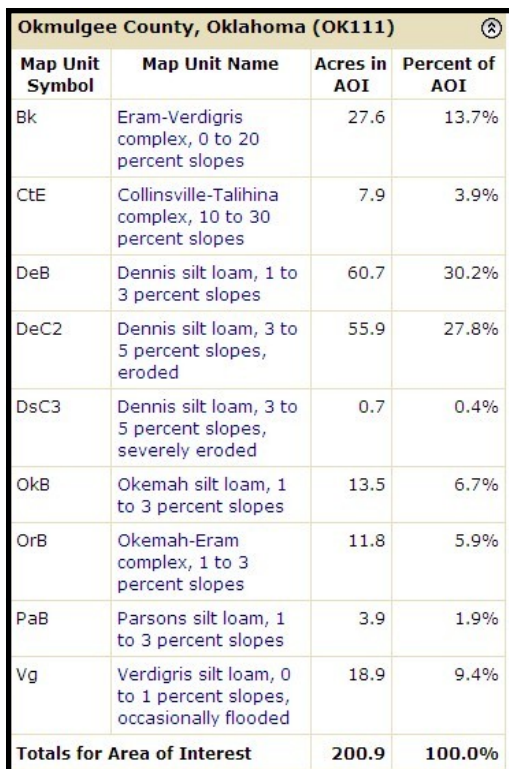 Okmulgee County, Oklahoma (OK111)
Map Unit Symbol Map Unit Name Acres in AOI Percent of AOI
Bk Eram-Verdigris 27.6 13.7%
complex, 0 to 20
percent slopes
CtE Collinsville-Talihina 7.9 3.9%
complex, 10 to 30
percent slopes
DeB Dennis silt loam, 1 to 60.7 30.2%
3 percent slopes
DeC2 Dennis silt loam, 3 to 55.9 27.8%
5 percent slopes,
eroded
DsC3 Dennis silt loam, 3 to 0.7 0.4%
5 percent slopes,
severely eroded
OkB Okemah silt loam, 1 13.5 6.7%
to 3 percent slopes
OrB Okemah-Eram 11.8 5.9%
complex, 1 to 3
percent slopes
PaB Parsons silt loam, 1 3.9 1.9%
to 3 percent slopes
Vg Verdigris silt loam, 0 18.9 9.4%
to 1 percent slopes,
occasionally flooded
Totals for Area of Interest 200.9 100.0%